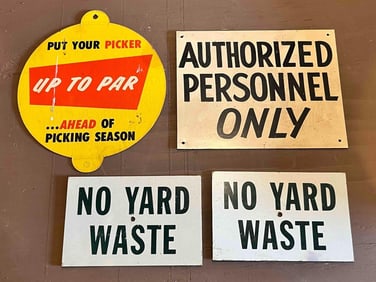 PUT YOUR PICKER
UP TO PAR
...AHEAD OF
PICKING SEASON
AUTHORIZED
PERSONNEL
ONLY
NO YARD
WASTE
NO YARD
WASTE